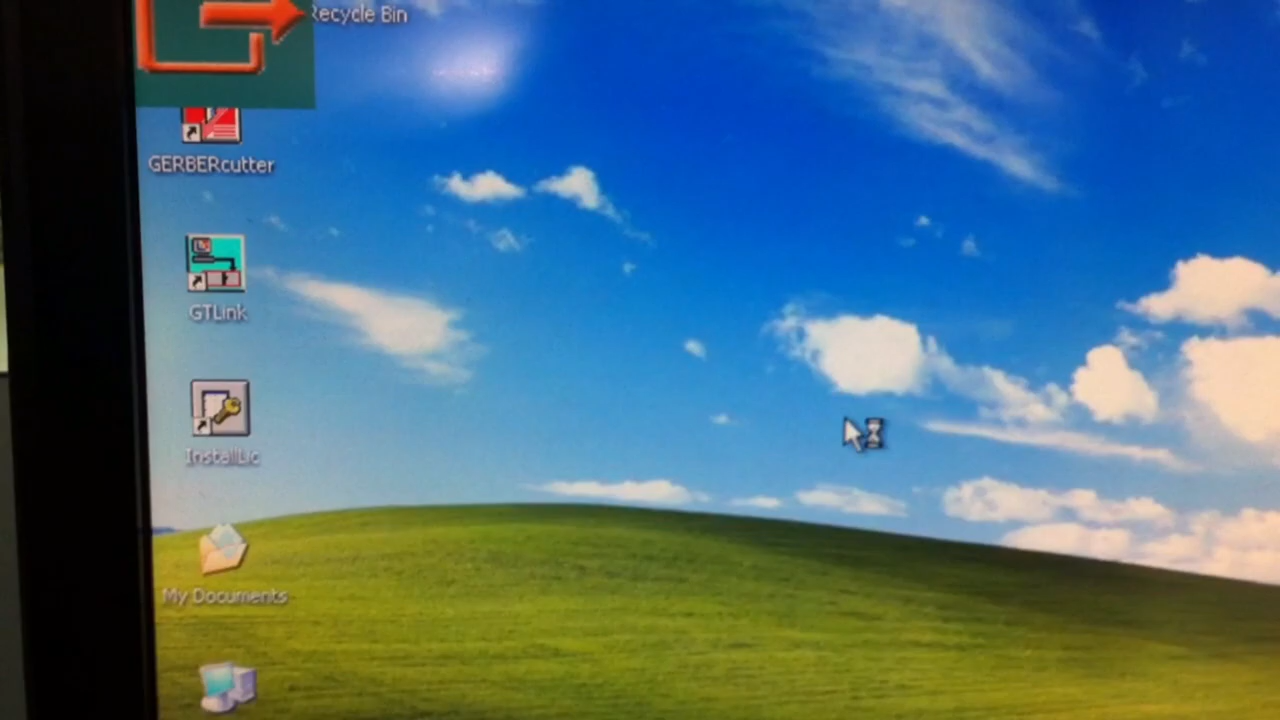 Recycle Bin
GERBERcutter
GTLink
InstallLic
My Documents